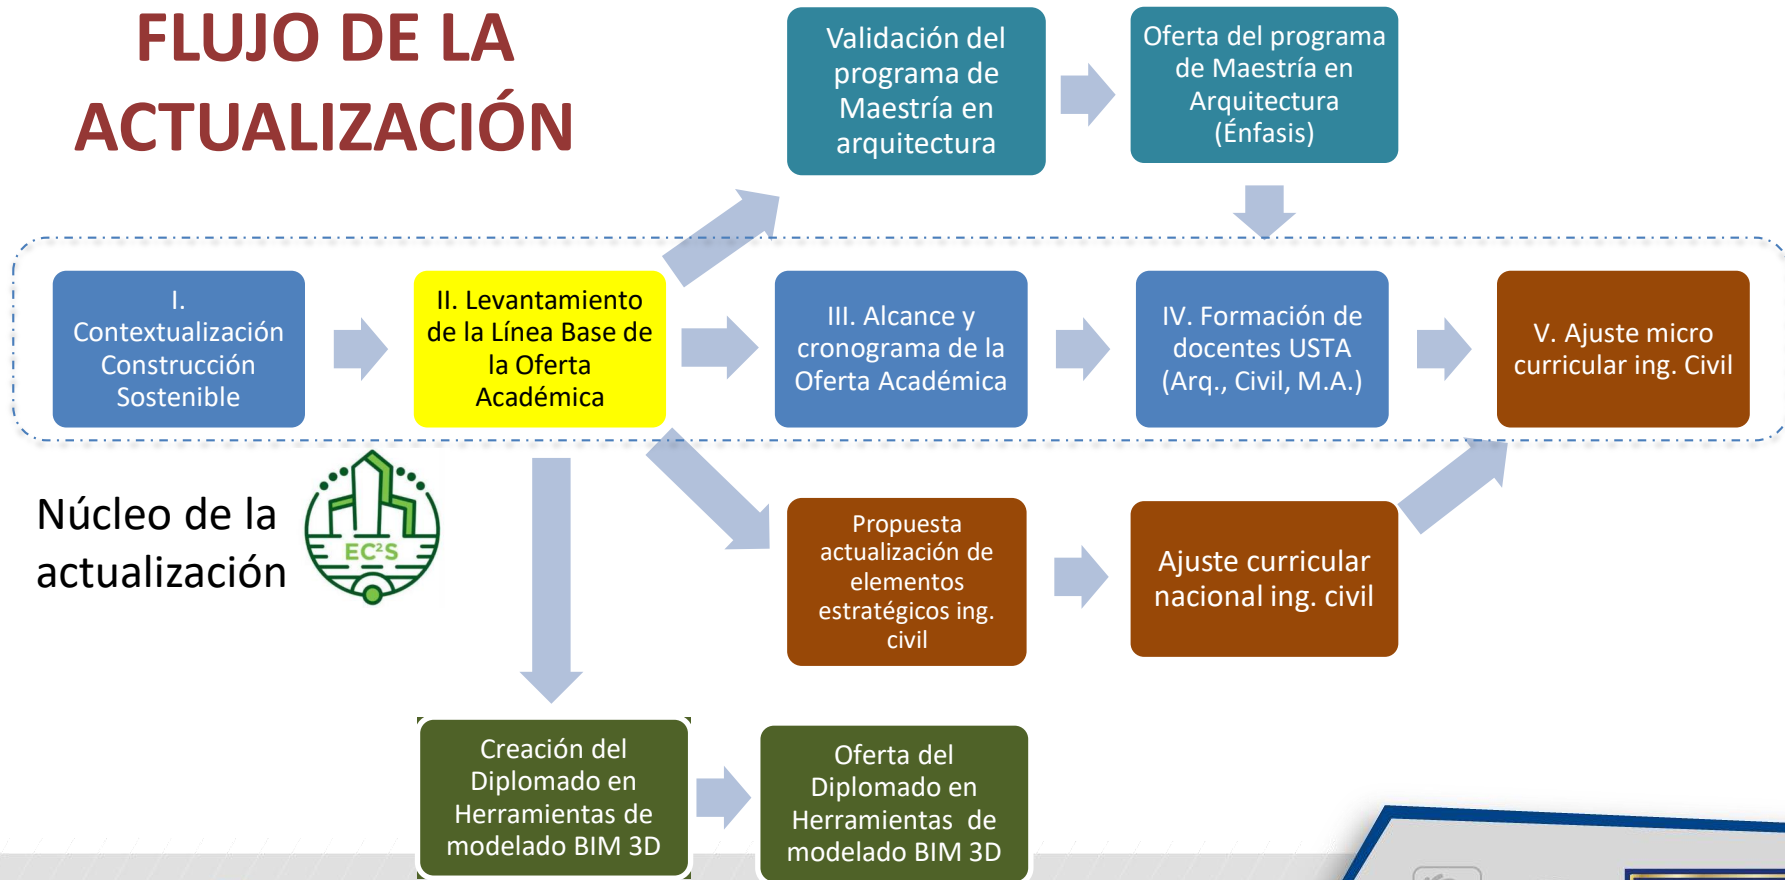 FLUJO DE LA
ACTUALIZACIÓN
Validación del
programa de
Maestría en
arquitectura
Oferta del programa
de Maestría en
Arquitectura
(Énfasis)
I.
Contextualización
Construcción
Sostenible
II. Levantamiento
de la Línea Base de
la Oferta
Académica
III. Alcance y
cronograma de la
Oferta Académica
IV. Formación de
docentes USTA
(Arq., Civil, M.A.)
V. Ajuste micro
curricular ing. Civil
Núcleo de la
actualización
EC²S
Propuesta
actualización de
elementos
estratégicos ing.
civil
Ajuste curricular
nacional ing. civil
Creación del
Diplomado en
Herramientas de
modelado BIM 3D
Oferta del
Diplomado en
Herramientas de
modelado BIM 3D